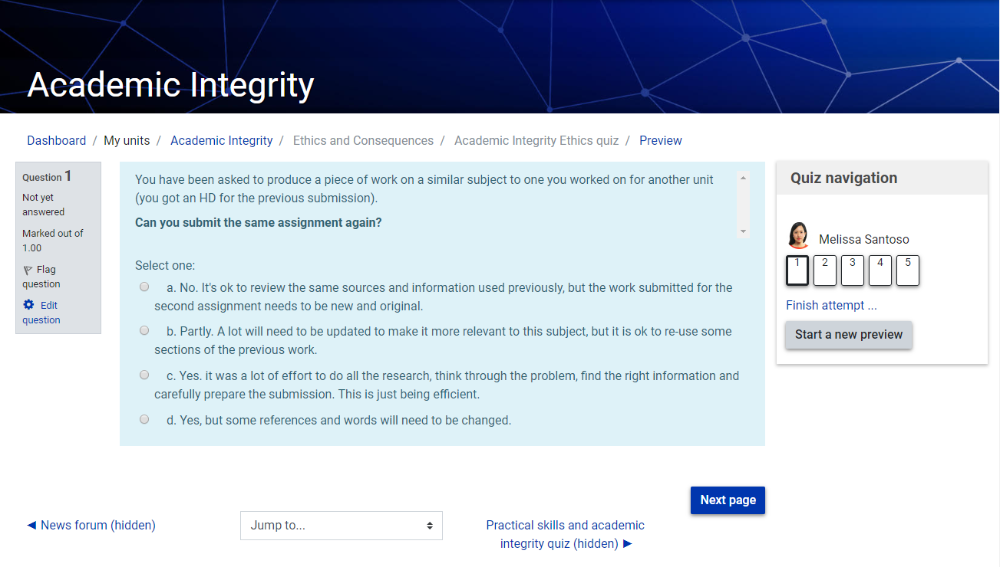 Academic Integrity
Dashboard / My units / Academic Integrity / Ethics and Consequences / Academic Integrity Ethics quiz / Preview
Question 1
Not yet
answered
Marked out of
1.00
Flag
question
Edit
question
You have been asked to produce a piece of work on a similar subject to one you worked on for another unit
(you got an HD for the previous submission).
Can you submit the same assignment again?
Select one:
a. No. It's ok to review the same sources and information used previously, but the work submitted for the
second assignment needs to be new and original.
b. Partly. A lot will need to be updated to make it more relevant to this subject, but it is ok to re-use some
sections of the previous work.
c. Yes. it was a lot of effort to do all the research, think through the problem, find the right information and
carefully prepare the submission. This is just being efficient.
d. Yes, but some references and words will need to be changed.
Quiz navigation
Melissa Santoso
1 2 3 4 5
Finish attempt ...
Start a new preview
Next page
◄ News forum (hidden)
Jump to...
Practical skills and academic
integrity quiz (hidden) ►